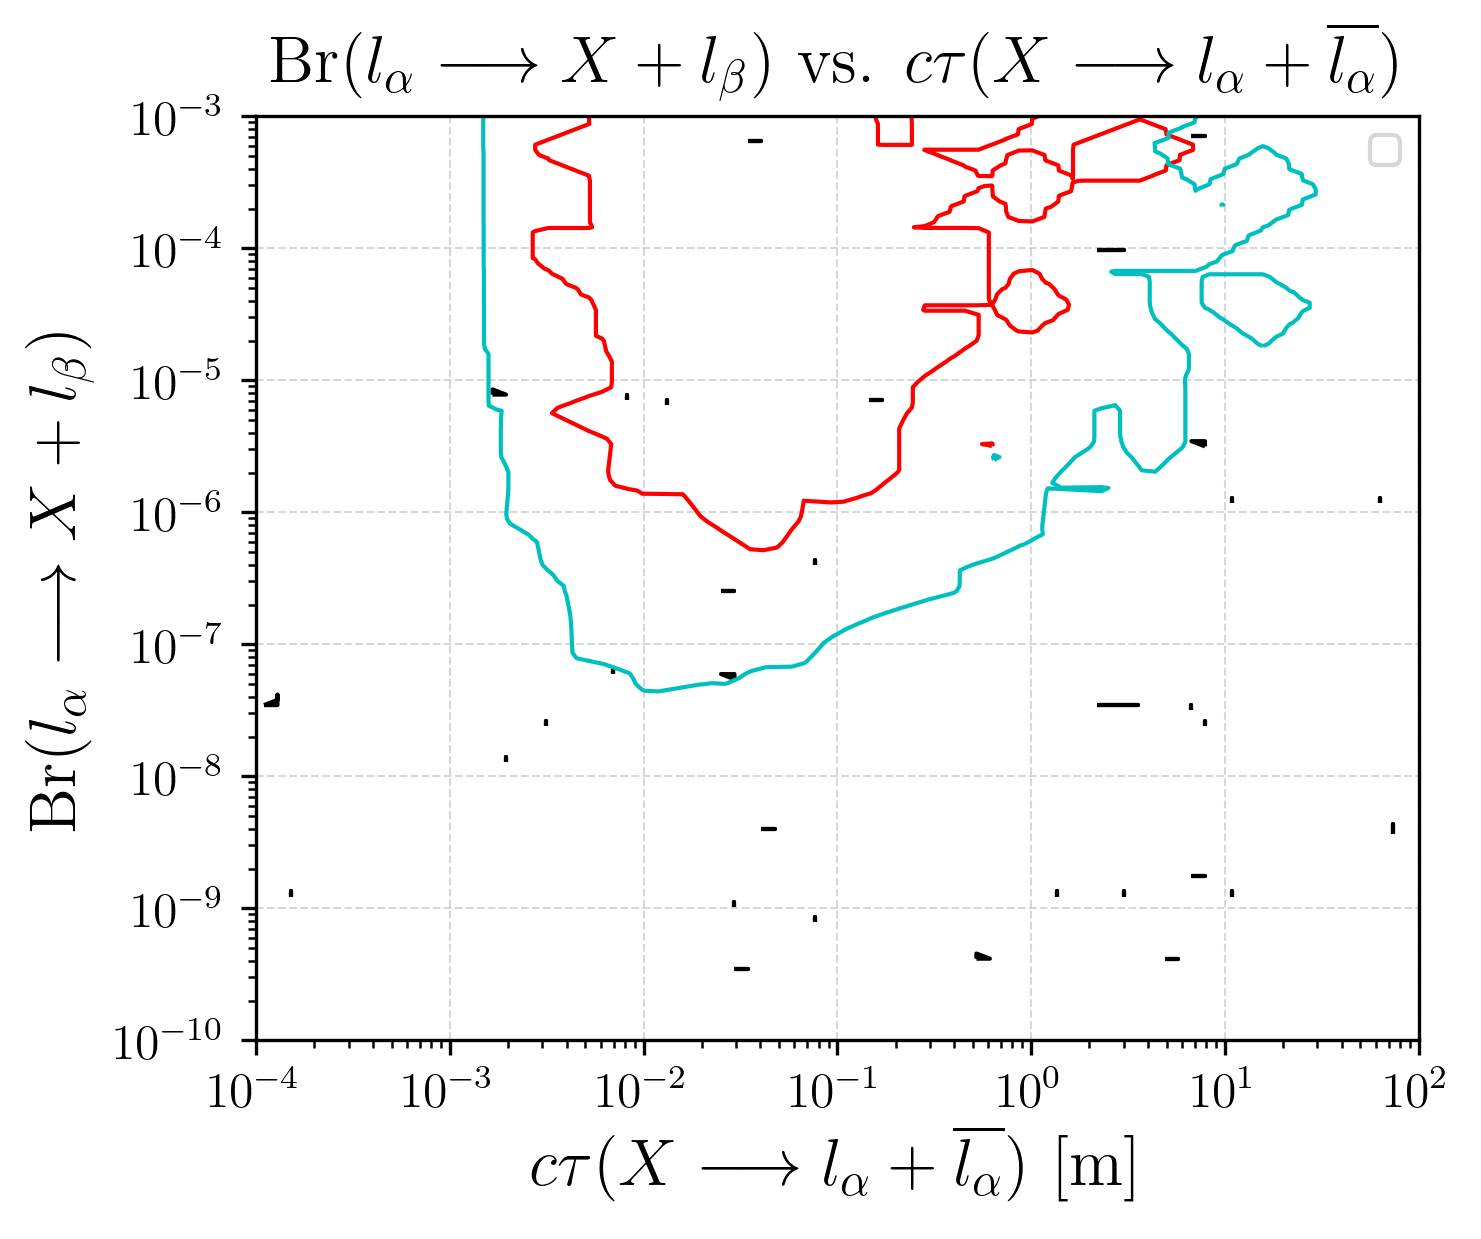 Br(l_α ⟶ X + l_β) vs. cτ(X ⟶ l_α + \overline{l_α})
10^{-3}
10^{-4}
10^{-5}
10^{-6}
10^{-7}
10^{-8}
10^{-9}
10^{-10}
Br(l_α ⟶ X + l_β)
10^{-4} 10^{-3} 10^{-2} 10^{-1} 10^{0} 10^{1} 10^{2}
cτ(X ⟶ l_α + \overline{l_α}) [m]